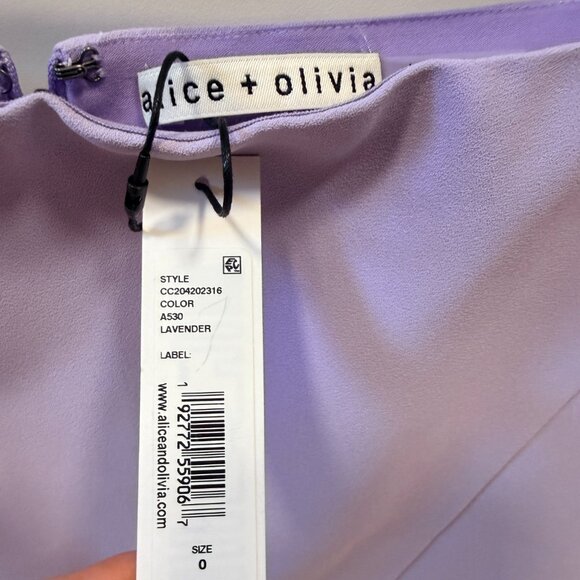 alice + olivia
STYLE
CC204202316
COLOR
A530
LAVENDER
LABEL:
1 92772 55906 7
www.aliceandolivia.com
SIZE
0